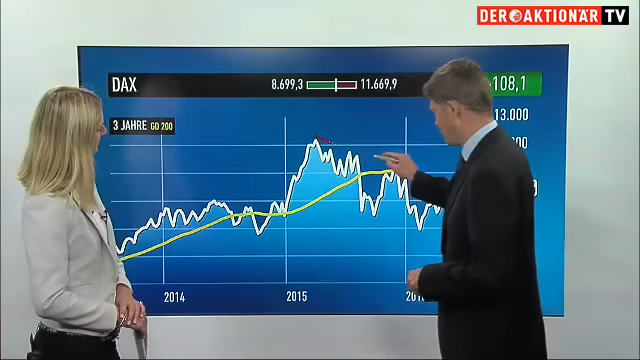 DER AKTIONÄR TV
DAX 8.699,3 11.669,9 108,1
3 JAHRE GD 200
13.000
2014 2015